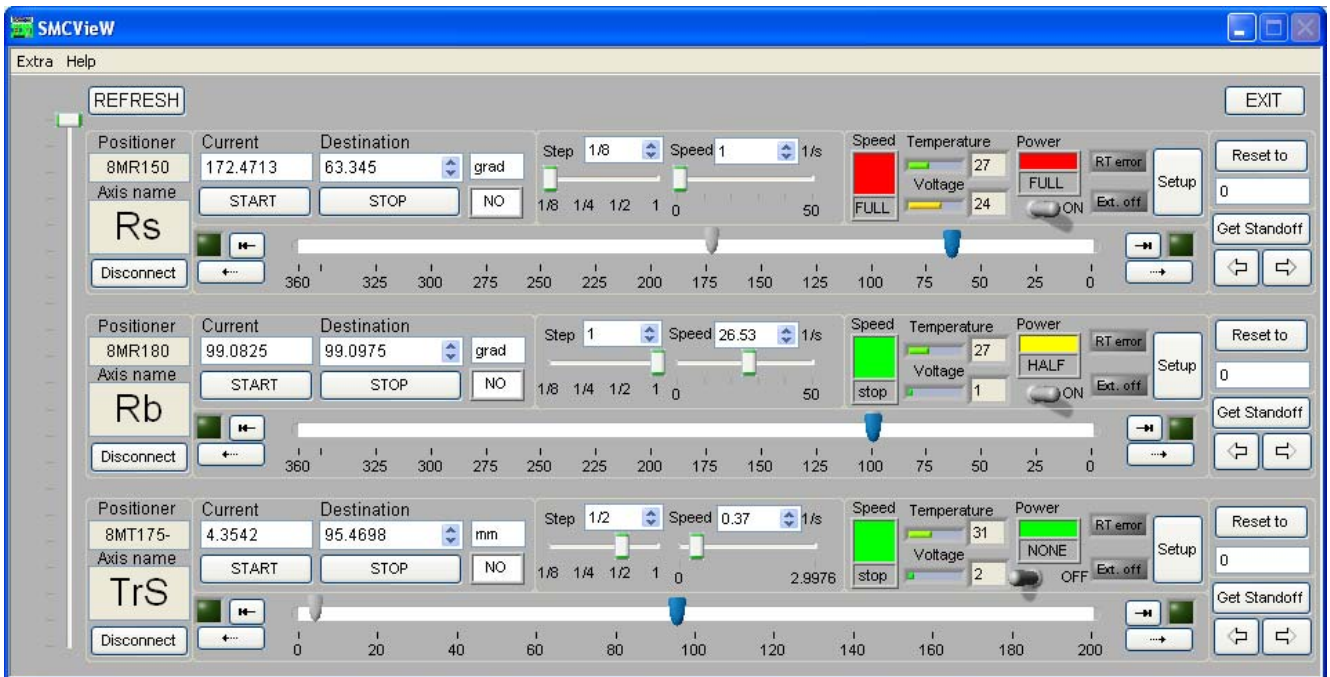 SMCVieW
Extra Help
REFRESH EXIT
Positioner Current Destination Step 1/8 Speed 1 1/s Speed Temperature Power RT error Setup Reset to
8MR150 172.4713 63.345 grad 27 FULL 0
Axis name START STOP NO 1/8 1/4 1/2 1 0 50 FULL Voltage 24 ON Ext. off Get Standoff
Rs
Disconnect 360 325 300 275 250 225 200 175 150 125 100 75 50 25 0
Positioner Current Destination Step 1 Speed 26.53 1/s Speed Temperature Power RT error Setup Reset to
8MR180 99.0825 99.0975 grad 27 HALF 0
Axis name START STOP NO 1/8 1/4 1/2 1 0 50 stop Voltage 1 ON Ext. off Get Standoff
Rb
Disconnect 360 325 300 275 250 225 200 175 150 125 100 75 50 25 0
Positioner Current Destination Step 1/2 Speed 0.37 1/s Speed Temperature Power RT error Setup Reset to
8MT175- 4.3542 95.4698 mm 31 NONE 0
Axis name START STOP NO 1/8 1/4 1/2 1 0 2.9976 stop Voltage 2 OFF Ext. off Get Standoff
TrS
Disconnect 0 20 40 60 80 100 120 140 160 180 200